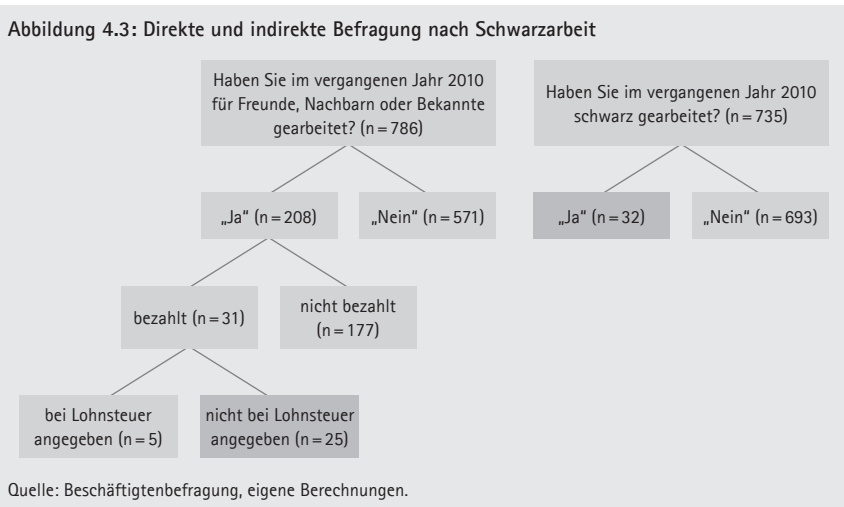 Abbildung 4.3: Direkte und indirekte Befragung nach Schwarzarbeit
Haben Sie im vergangenen Jahr 2010
für Freunde, Nachbarn oder Bekannte
gearbeitet? (n = 786)
Haben Sie im vergangenen Jahr 2010
schwarz gearbeitet? (n = 735)
„Ja“ (n = 208)
„Nein“ (n = 571)
„Ja“ (n = 32)
„Nein“ (n = 693)
bezahlt (n = 31)
nicht bezahlt
(n = 177)
bei Lohnsteuer
angegeben (n = 5)
nicht bei Lohnsteuer
angegeben (n = 25)
Quelle: Beschäftigtenbefragung, eigene Berechnungen.